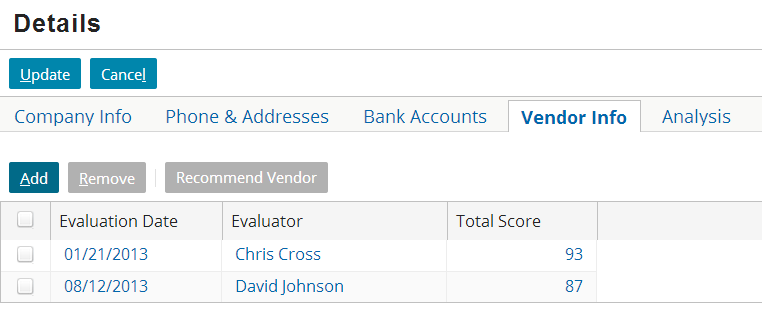 Details
Update Cancel
Company Info Phone & Addresses Bank Accounts Vendor Info Analysis
Add Remove Recommend Vendor
Evaluation Date Evaluator Total Score
01/21/2013 Chris Cross 93
08/12/2013 David Johnson 87